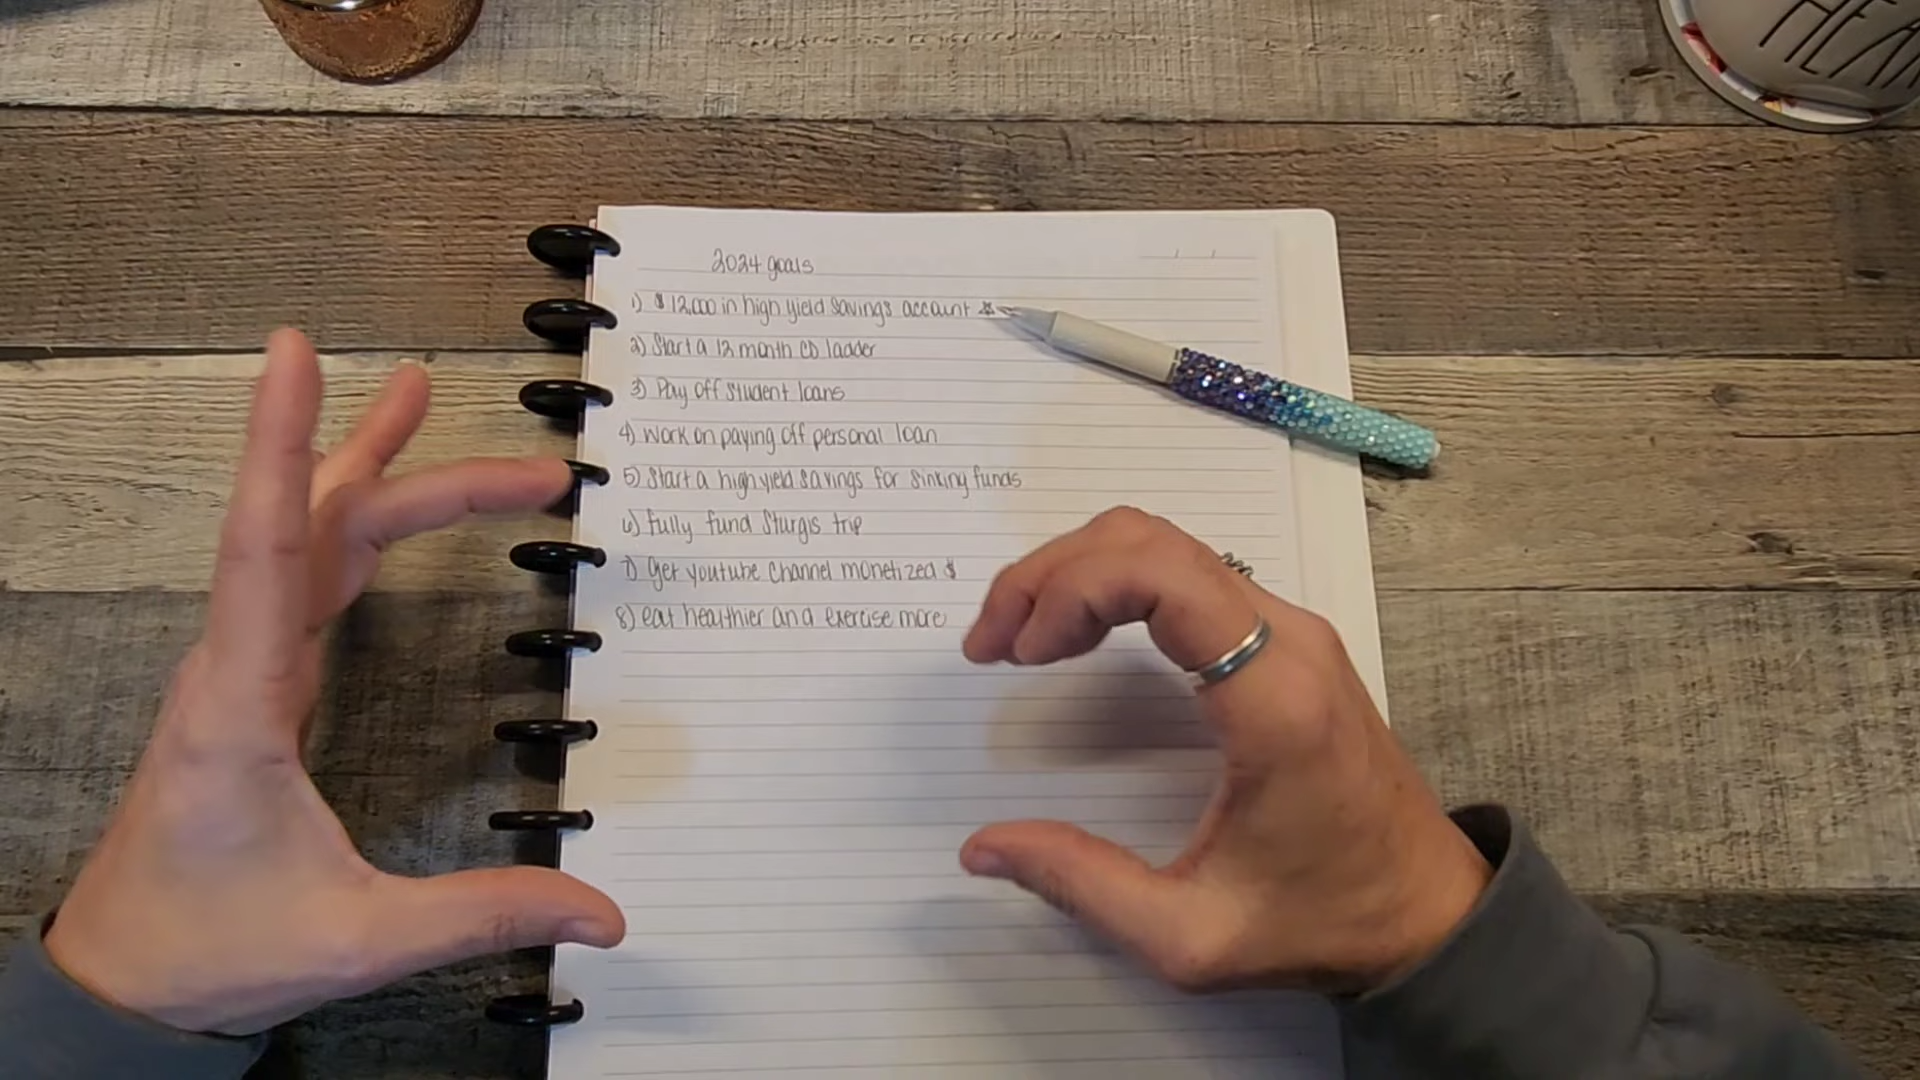 2024 goals
1) $12,000 in high yield savings account ☆
2) Start a 12 month CD ladder
3) Pay off student loans
4) work on paying off personal loan
5) Start a high yield savings for sinking funds
6) fully fund Sturgis trip
7) get youtube channel monetized $
8) eat healthier and exercise more